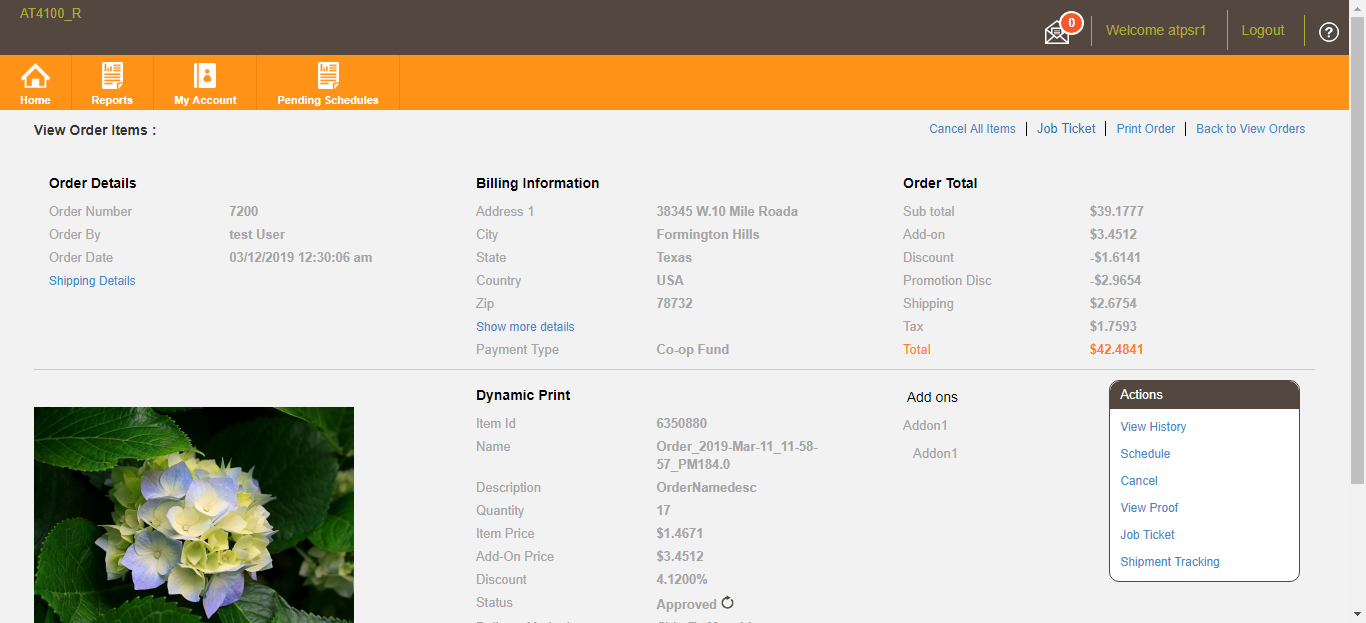 AT4100_R
0
Welcome atpsr1
Logout
?
Home
Reports
My Account
Pending Schedules
View Order Items :
Cancel All Items
Job Ticket
Print Order
Back to View Orders
Order Details
Order Number 7200
Order By test User
Order Date 03/12/2019 12:30:06 am
Shipping Details
Billing Information
Address 1 38345 W.10 Mile Roada
City Formington Hills
State Texas
Country USA
Zip 78732
Show more details
Payment Type Co-op Fund
Order Total
Sub total $39.1777
Add-on $3.4512
Discount -$1.6141
Promotion Disc -$2.9654
Shipping $2.6754
Tax $1.7593
Total $42.4841
Dynamic Print
Item Id 6350880
Name Order_2019-Mar-11_11-58-
57_PM184.0
Description OrderNamedesc
Quantity 17
Item Price $1.4671
Add-On Price $3.4512
Discount 4.1200%
Status Approved
Add ons
Addon1
Addon1
Actions
View History
Schedule
Cancel
View Proof
Job Ticket
Shipment Tracking